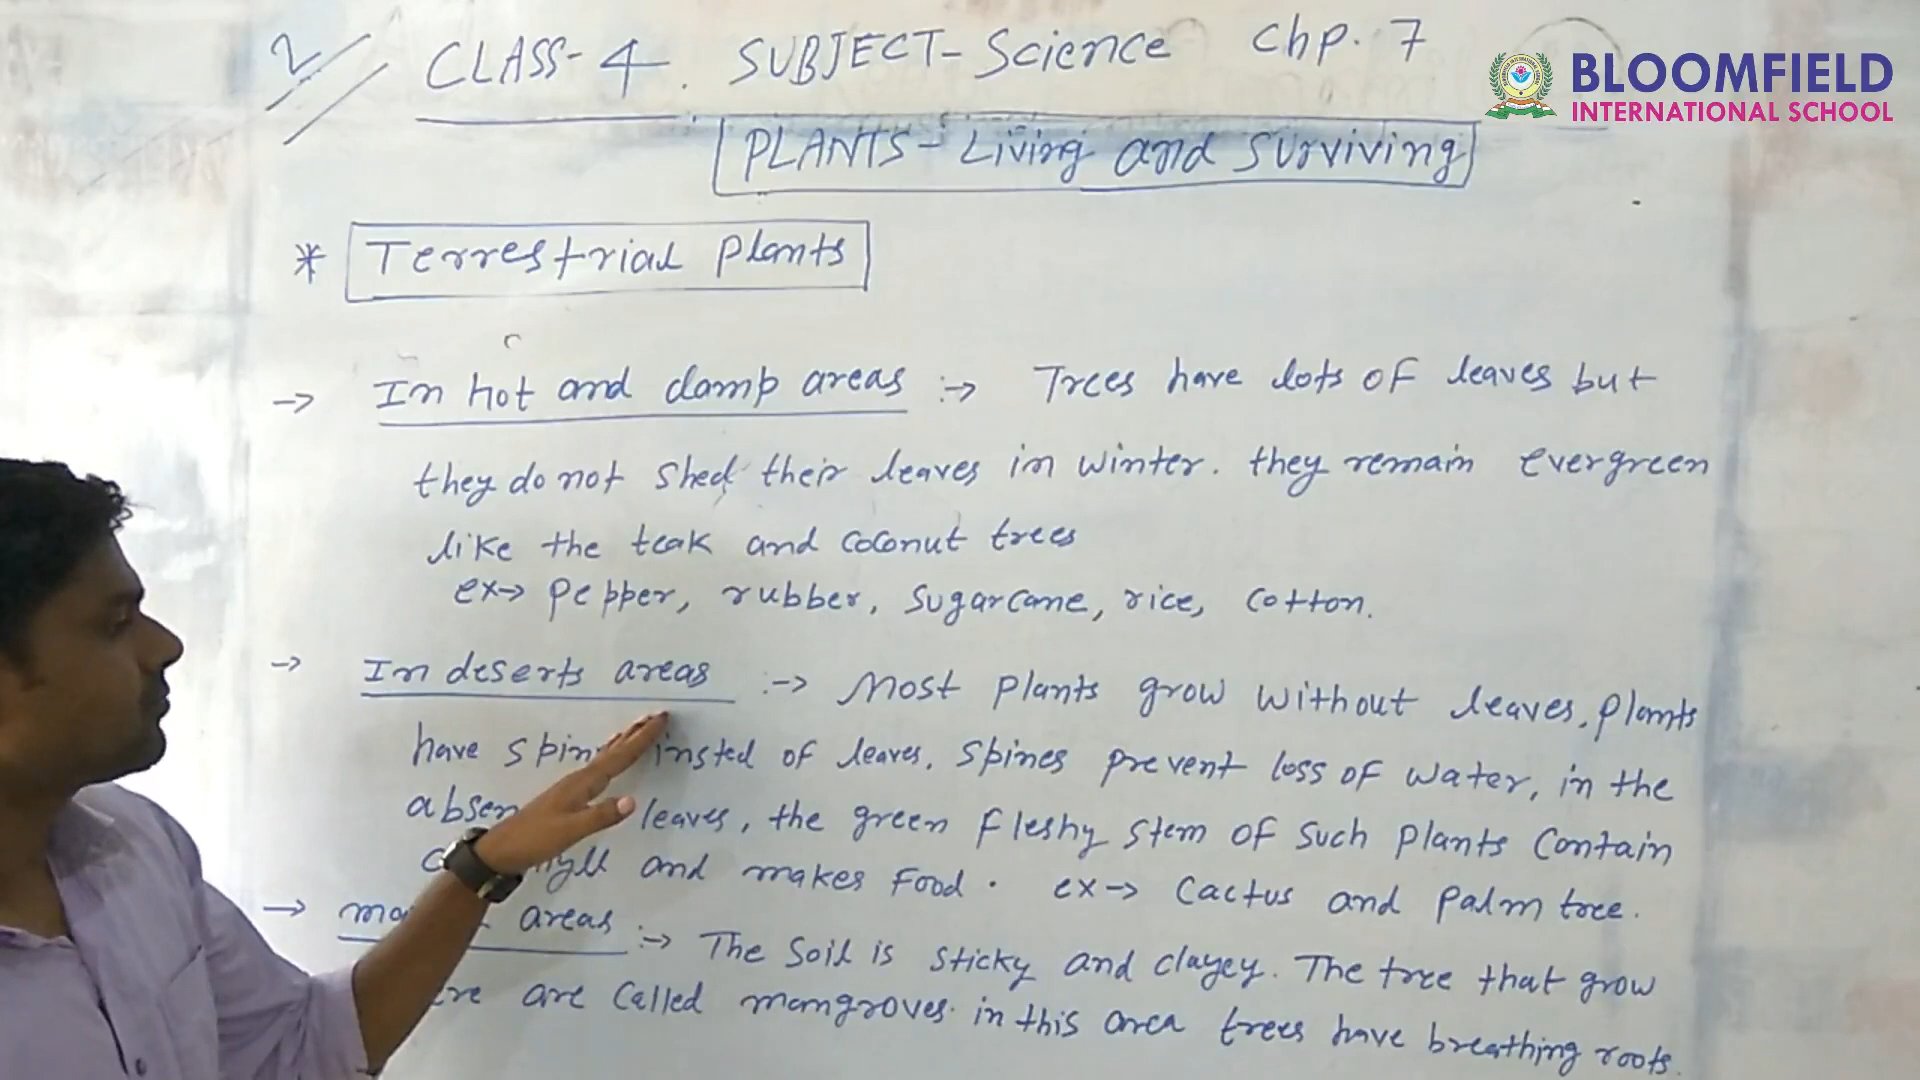 2
CLASS-4. SUBJECT-Science Chp. 7
BLOOMFIELD
INTERNATIONAL SCHOOL
PLANTS- Living and Surviving
* Terrestrial Plants
→ In hot and damp areas :→ Trees have lots of leaves but
they do not shed their leaves in winter. they remain evergreen
like the teak and coconut trees
ex→ pepper, rubber, sugarcane, rice, cotton.
→ In deserts areas :→ Most plants grow without leaves. plants
have insted of leaves. spines prevent loss of water, in the
leaves, the green fleshy stem of such plants contain
and makes food. ex→ cactus and palm tree.
→ areas :→ The soil is sticky and clayey. The tree that grow
are called mangroves. in this area trees have breathing roots.